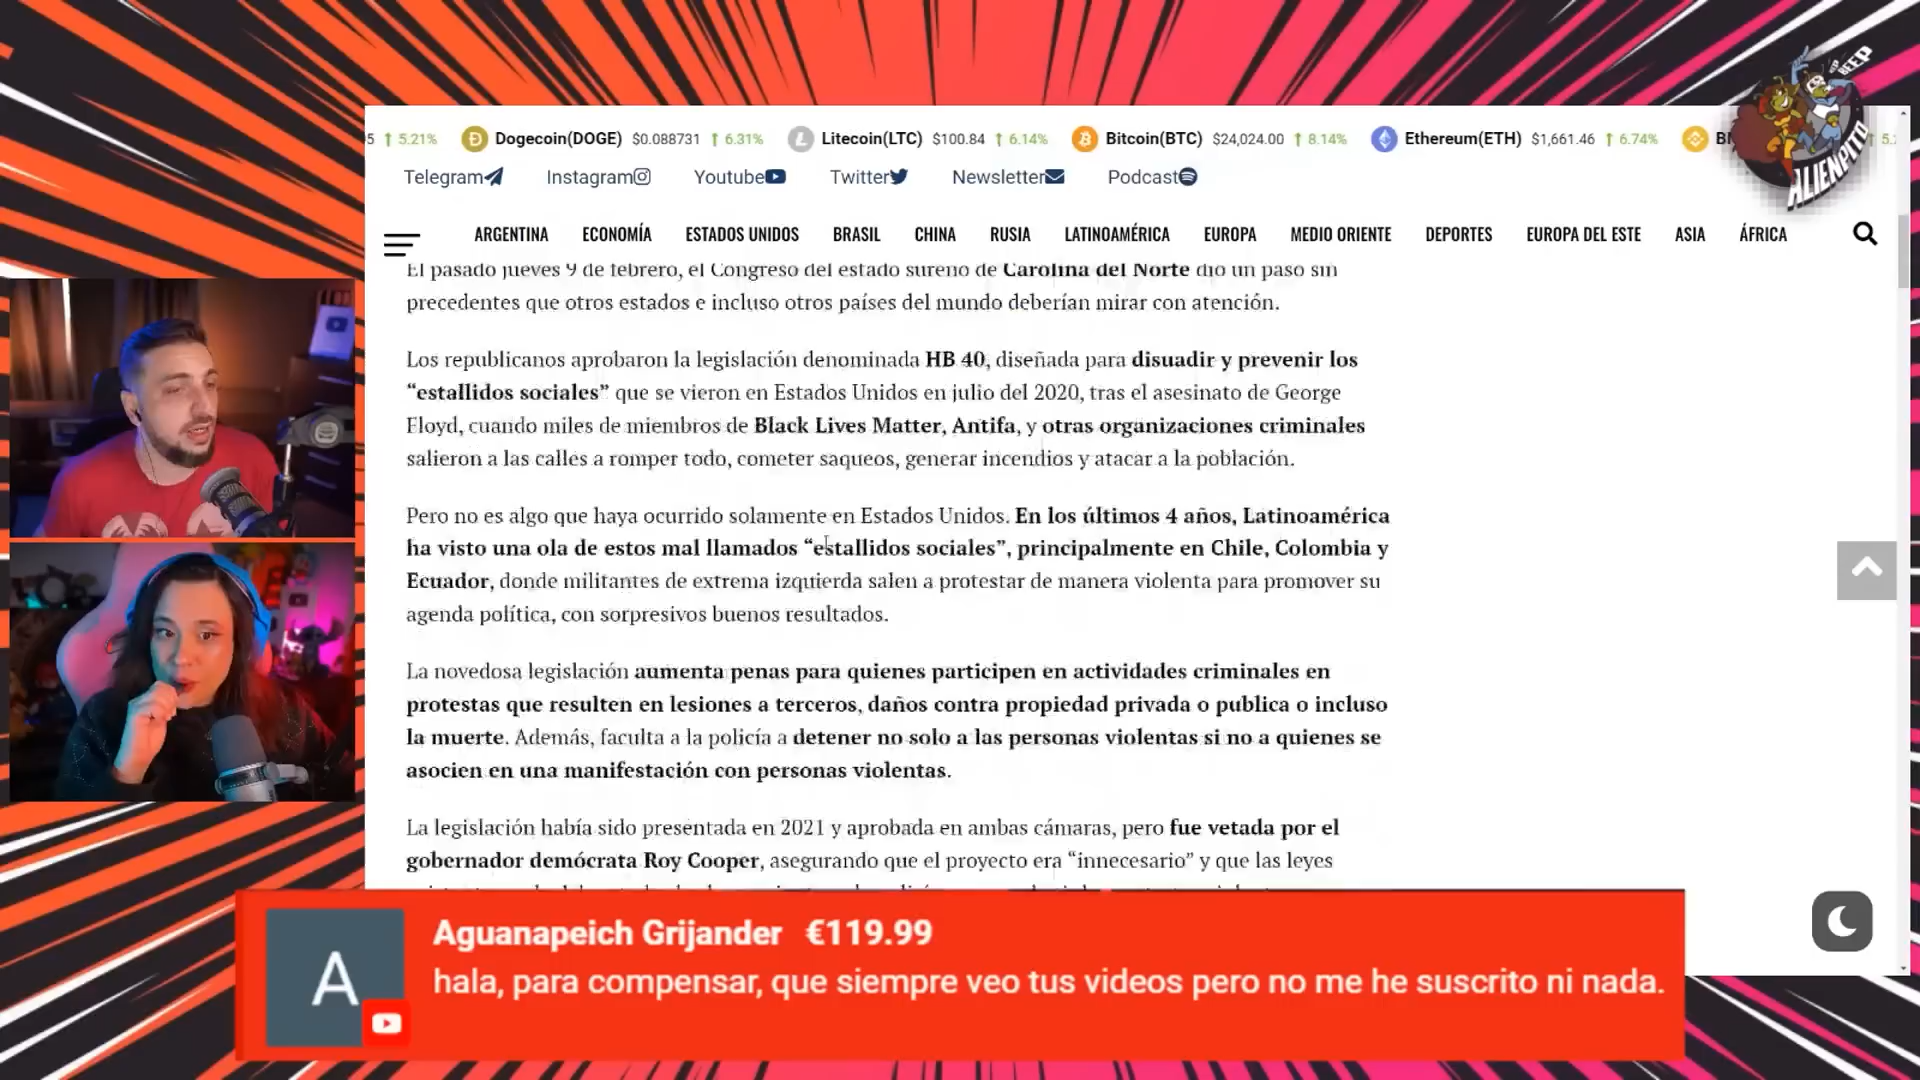 5 5.21% Dogecoin(DOGE) $0.088731 6.31% Litecoin(LTC) $100.84 6.14% Bitcoin(BTC) $24,024.00 8.14% Ethereum(ETH) $1,661.46 6.74%
Telegram Instagram Youtube Twitter Newsletter Podcast
ARGENTINA ECONOMÍA ESTADOS UNIDOS BRASIL CHINA RUSIA LATINOAMÉRICA EUROPA MEDIO ORIENTE DEPORTES EUROPA DEL ESTE ASIA ÁFRICA
BEEP
ALIENPITO
El pasado jueves 9 de febrero, el Congreso del estado sureño de Carolina del Norte dio un paso sin
precedentes que otros estados e incluso otros países del mundo deberían mirar con atención.
Los republicanos aprobaron la legislación denominada HB 40, diseñada para disuadir y prevenir los
“estallidos sociales” que se vieron en Estados Unidos en julio del 2020, tras el asesinato de George
Floyd, cuando miles de miembros de Black Lives Matter, Antifa, y otras organizaciones criminales
salieron a las calles a romper todo, cometer saqueos, generar incendios y atacar a la población.
Pero no es algo que haya ocurrido solamente en Estados Unidos. En los últimos 4 años, Latinoamérica
ha visto una ola de estos mal llamados “estallidos sociales”, principalmente en Chile, Colombia y
Ecuador, donde militantes de extrema izquierda salen a protestar de manera violenta para promover su
agenda política, con sorpresivos buenos resultados.
La novedosa legislación aumenta penas para quienes participen en actividades criminales en
protestas que resulten en lesiones a terceros, daños contra propiedad privada o publica o incluso
la muerte. Además, faculta a la policía a detener no solo a las personas violentas si no a quienes se
asocien en una manifestación con personas violentas.
La legislación había sido presentada en 2021 y aprobada en ambas cámaras, pero fue vetada por el
gobernador demócrata Roy Cooper, asegurando que el proyecto era “innecesario” y que las leyes
A
Aguanapeich Grijander €119.99
hala, para compensar, que siempre veo tus videos pero no me he suscrito ni nada.